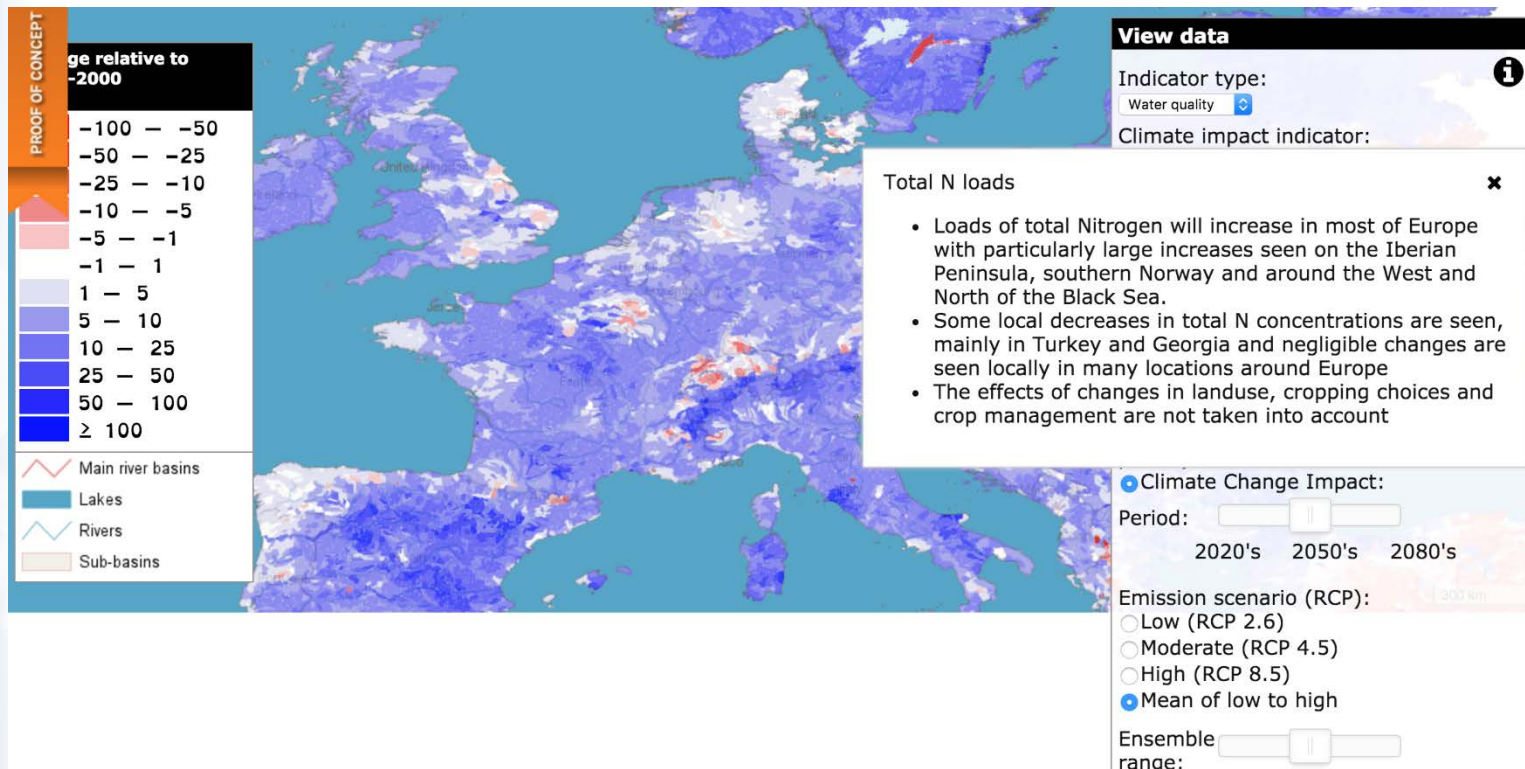 PROOF OF CONCEPT
ge relative to
-2000
-100 — -50
-50 — -25
-25 — -10
-10 — -5
-5 — -1
-1 — 1
1 — 5
5 — 10
10 — 25
25 — 50
50 — 100
≥ 100
Main river basins
Lakes
Rivers
Sub-basins
United Kingdom
Jersey
France
View data
Indicator type:
Water quality
Climate impact indicator:
Total N loads
• Loads of total Nitrogen will increase in most of Europe
with particularly large increases seen on the Iberian
Peninsula, southern Norway and around the West and
North of the Black Sea.
• Some local decreases in total N concentrations are seen,
mainly in Turkey and Georgia and negligible changes are
seen locally in many locations around Europe
• The effects of changes in landuse, cropping choices and
crop management are not taken into account
Climate Change Impact:
Period:
2020's 2050's 2080's
300 km
Emission scenario (RCP):
Low (RCP 2.6)
Moderate (RCP 4.5)
High (RCP 8.5)
Mean of low to high
Ensemble
range: